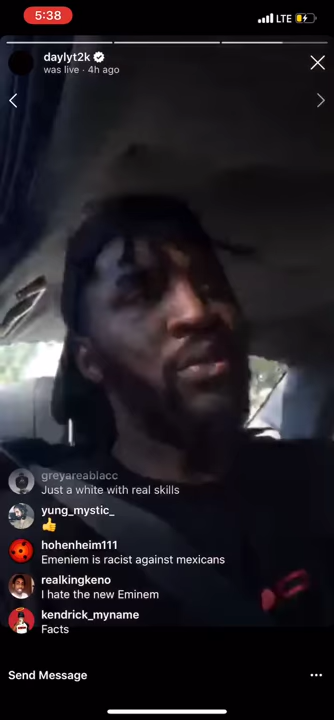 5:38
LTE
daylyt2k
was live · 4h ago
greyareablacc
Just a white with real skills
yung_mystic_
👍
hohenheim111
Emeniem is racist against mexicans
realkingkeno
I hate the new Eminem
kendrick_myname
Facts
Send Message